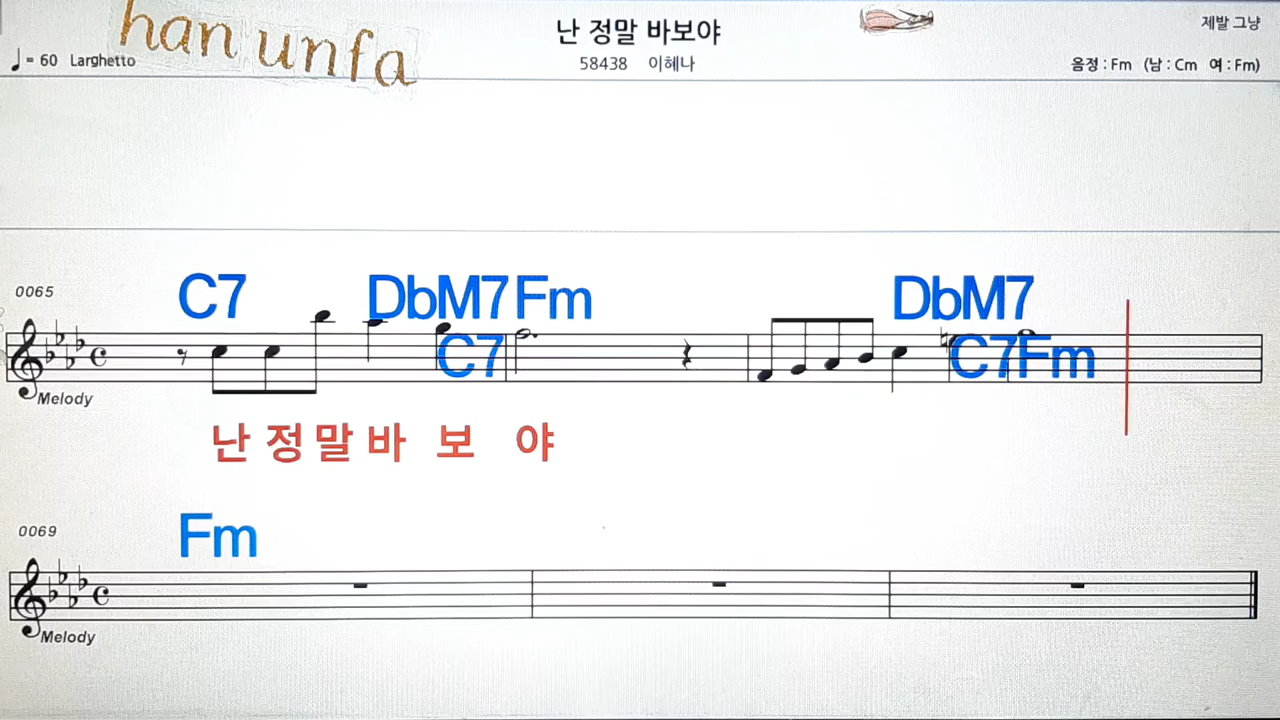 han unfa
난 정말 바보야
제발 그냥
♩ = 60 Larghetto
58438 이혜나
음정 : Fm (남 : Cm 여 : Fm)
0065
C7 DbM7 Fm DbM7
C7 C7 Fm
Melody
난 정 말 바 보 야
0069
Fm
Melody